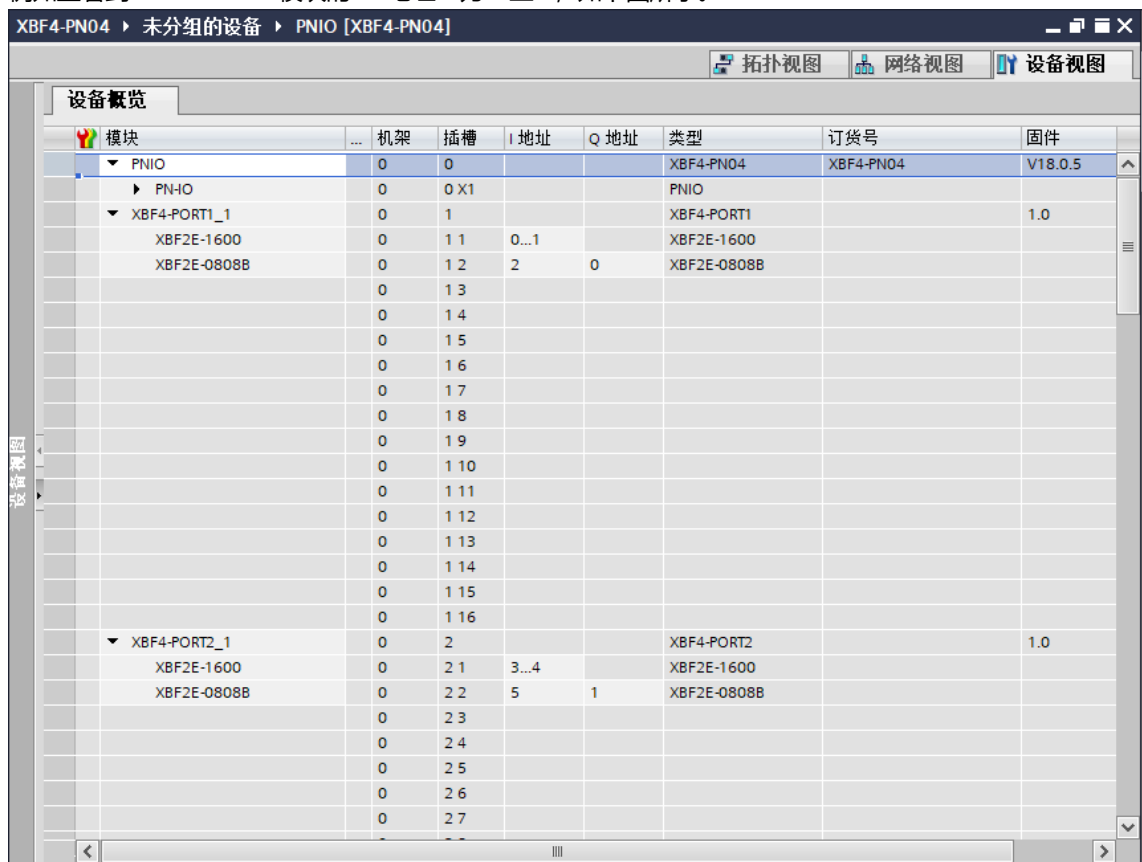 XBF4-PN04 ▸ 未分组的设备 ▸ PNIO [XBF4-PN04]
拓扑视图 网络视图 设备视图
设备概览
模块 ... 机架 插槽 I 地址 Q 地址 类型 订货号 固件
PNIO 0 0 XBF4-PN04 XBF4-PN04 V18.0.5
PN-IO 0 0 X1 PNIO
XBF4-PORT1_1 0 1 XBF4-PORT1 1.0
XBF2E-1600 0 1 1 0...1 XBF2E-1600
XBF2E-0808B 0 1 2 2 0 XBF2E-0808B
0 1 3
0 1 4
0 1 5
0 1 6
0 1 7
0 1 8
0 1 9
0 1 10
0 1 11
0 1 12
0 1 13
0 1 14
0 1 15
0 1 16
XBF4-PORT2_1 0 2 XBF4-PORT2 1.0
XBF2E-1600 0 2 1 3...4 XBF2E-1600
XBF2E-0808B 0 2 2 5 1 XBF2E-0808B
0 2 3
0 2 4
0 2 5
0 2 6
0 2 7
设备视图